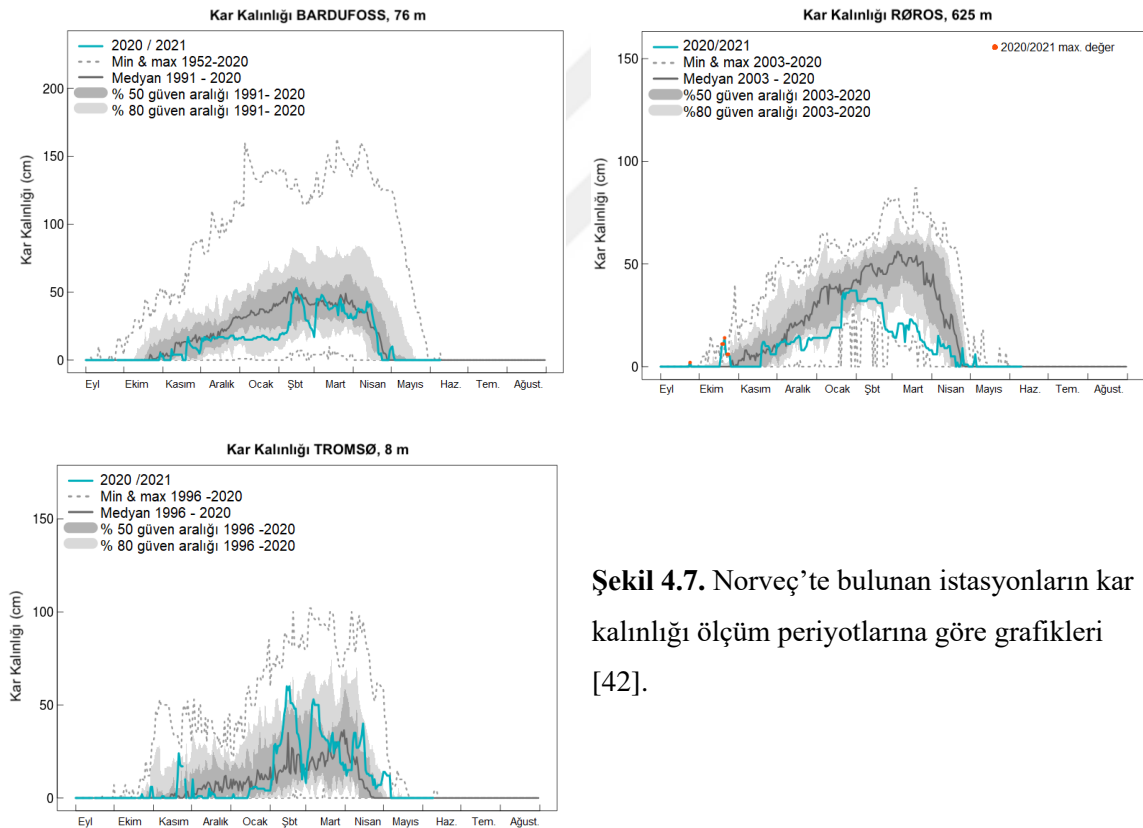 Kar Kalınlığı BARDUFOSS, 76 m
2020 / 2021
Min & max 1952-2020
Medyan 1991 - 2020
% 50 güven aralığı 1991- 2020
% 80 güven aralığı 1991- 2020
Kar Kalınlığı (cm)
200
150
100
50
0
Eyl Ekim Kasım Aralık Ocak Şbt Mart Nisan Mayıs Haz. Tem. Ağust.
Kar Kalınlığı RØROS, 625 m
2020/2021
Min & max 2003-2020
Medyan 2003 - 2020
%50 güven aralığı 2003-2020
%80 güven aralığı 2003-2020
2020/2021 max. değer
Kar Kalınlığı (cm)
150
100
50
0
Eyl Ekim Kasım Aralık Ocak Şbt Mart Nisan Mayıs Haz. Tem. Ağust.
Kar Kalınlığı TROMSØ, 8 m
2020 /2021
Min & max 1996 -2020
Medyan 1996 - 2020
% 50 güven aralığı 1996 -2020
% 80 güven aralığı 1996 -2020
Kar Kalınlığı (cm)
150
100
50
0
Eyl Ekim Kasım Aralık Ocak Şbt Mart Nisan Mayıs Haz. Tem. Ağust.
Şekil 4.7. Norveç’te bulunan istasyonların kar
kalınlığı ölçüm periyotlarına göre grafikleri
[42].